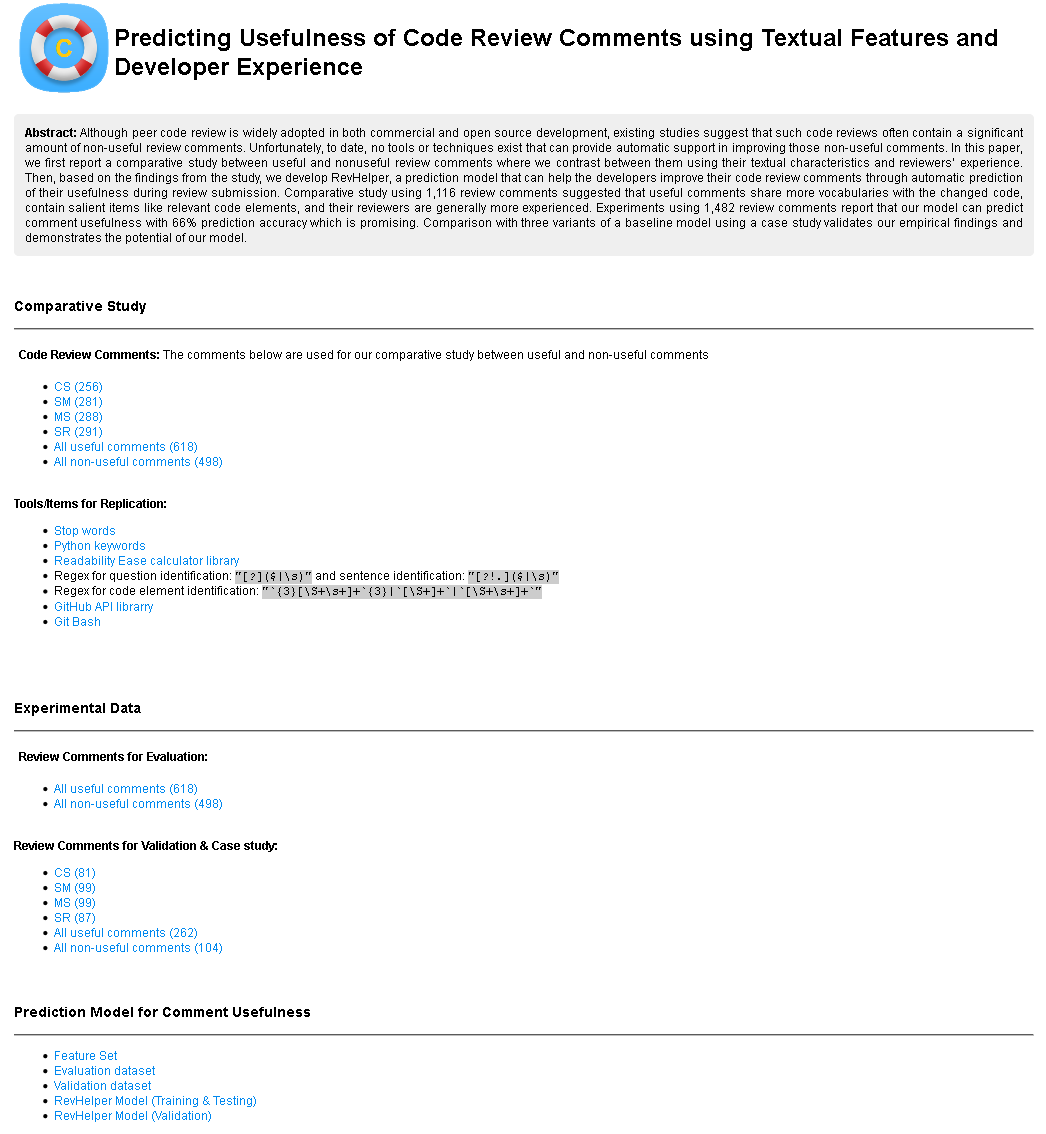 C
Predicting Usefulness of Code Review Comments using Textual Features and
Developer Experience
Abstract: Although peer code review is widely adopted in both commercial and open source development, existing studies suggest that such code reviews often contain a significant
amount of non-useful review comments. Unfortunately, to date, no tools or techniques exist that can provide automatic support in improving those non-useful comments. In this paper,
we first report a comparative study between useful and nonuseful review comments where we contrast between them using their textual characteristics and reviewers' experience.
Then, based on the findings from the study, we develop RevHelper, a prediction model that can help the developers improve their code review comments through automatic prediction
of their usefulness during review submission. Comparative study using 1,116 review comments suggested that useful comments share more vocabularies with the changed code,
contain salient items like relevant code elements, and their reviewers are generally more experienced. Experiments using 1,482 review comments report that our model can predict
comment usefulness with 66% prediction accuracy which is promising. Comparison with three variants of a baseline model using a case study validates our empirical findings and
demonstrates the potential of our model.
Comparative Study
Code Review Comments: The comments below are used for our comparative study between useful and non-useful comments
CS (256)
SM (281)
MS (288)
SR (291)
All useful comments (618)
All non-useful comments (498)
Tools/Items for Replication:
Stop words
Python keywords
Readability Ease calculator library
Regex for question identification: "[?]($|\s)" and sentence identification: "[?!.]($|\s)"
Regex for code element identification: "`{3}[\S+\s+]+`{3}|`[\S+]+`|`[\S+\s+]+`"
GitHub API librarry
Git Bash
Experimental Data
Review Comments for Evaluation:
All useful comments (618)
All non-useful comments (498)
Review Comments for Validation & Case study:
CS (81)
SM (99)
MS (99)
SR (87)
All useful comments (262)
All non-useful comments (104)
Prediction Model for Comment Usefulness
Feature Set
Evaluation dataset
Validation dataset
RevHelper Model (Training & Testing)
RevHelper Model (Validation)